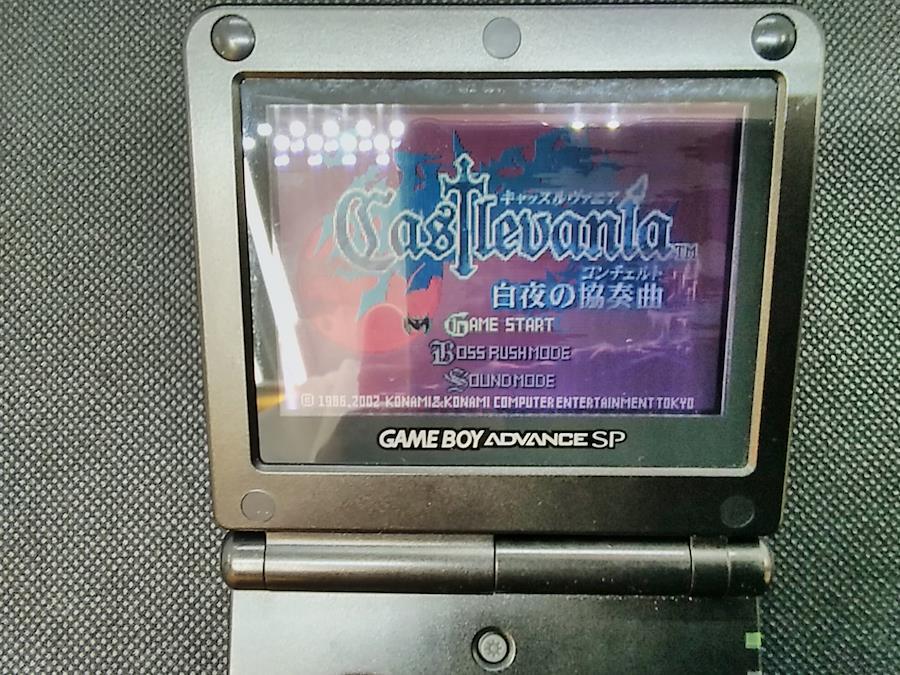 キャッスルヴァニア
Castlevania™
コンチェルト
白夜の協奏曲
GAME START
BOSS RUSH MODE
SOUND MODE
© 1986,2002 KONAMI & KONAMI COMPUTER ENTERTAINMENT TOKYO
GAME BOY ADVANCE SP